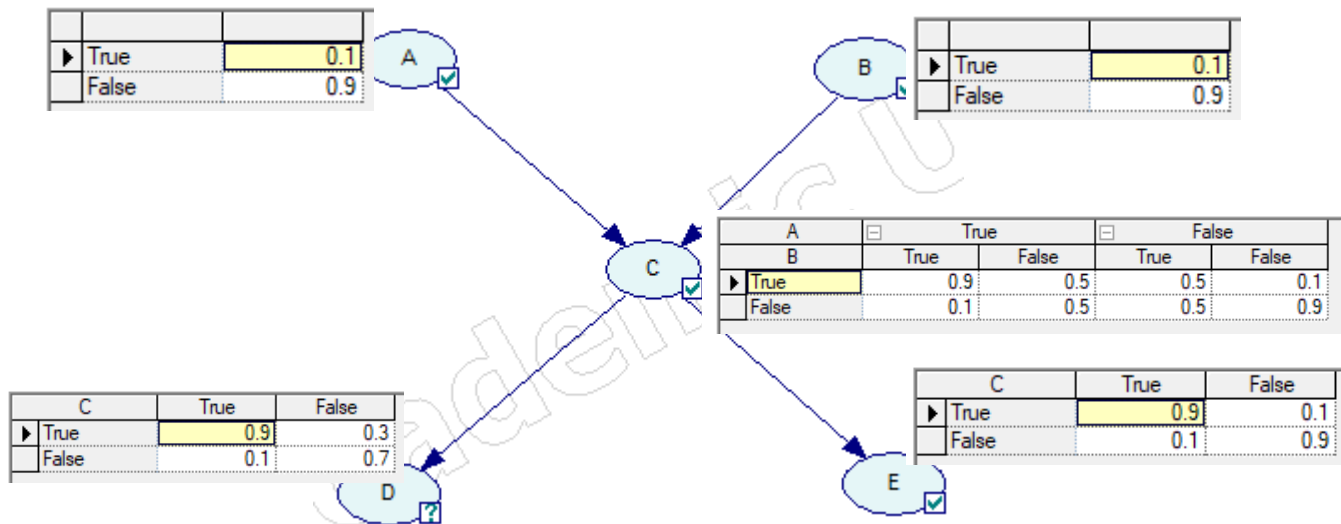 True 0.1
False 0.9
A
B
True 0.1
False 0.9
C
A True False
B True False True False
True 0.9 0.5 0.5 0.1
False 0.1 0.5 0.5 0.9
C True False
True 0.9 0.3
False 0.1 0.7
D
C True False
True 0.9 0.1
False 0.1 0.9
E
?